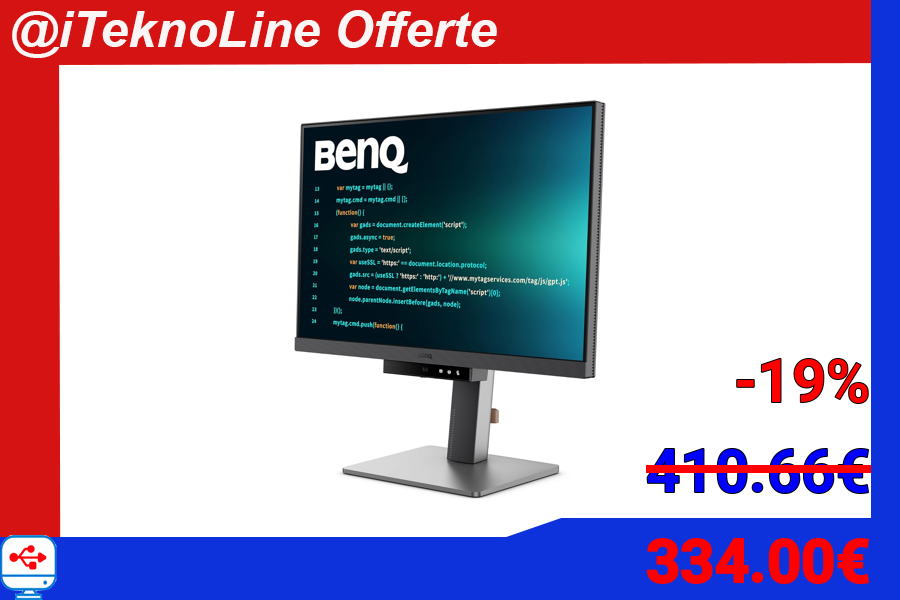 @iTeknoLine Offerte
BenQ
13 var mytag = mytag || {};
14 mytag.cmd = mytag.cmd || [];
15 (function() {
16 var gads = document.createElement('script');
17 gads.async = true;
18 gads.type = 'text/script';
19 var useSSL = 'https:' == document.location.protocol;
20 gads.src = (useSSL ? 'https:' : 'http:') + '//www.mytagservices.com/tag/js/gpt.js';
21 var node = document.getElementsByTagName('script')[0];
22 node.parentNode.insertBefore(gads, node);
23 })();
24 mytag.cmd.push(function() {
BenQ
-19%
410.66€
334.00€